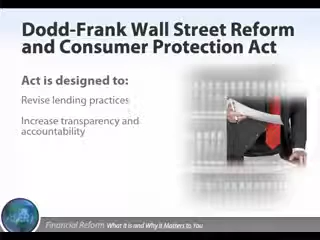 Dodd-Frank Wall Street Reform
and Consumer Protection Act
Act is designed to:
Revise lending practices
Increase transparency and
accountability
Financial Reform What It is and Why it Matters to You